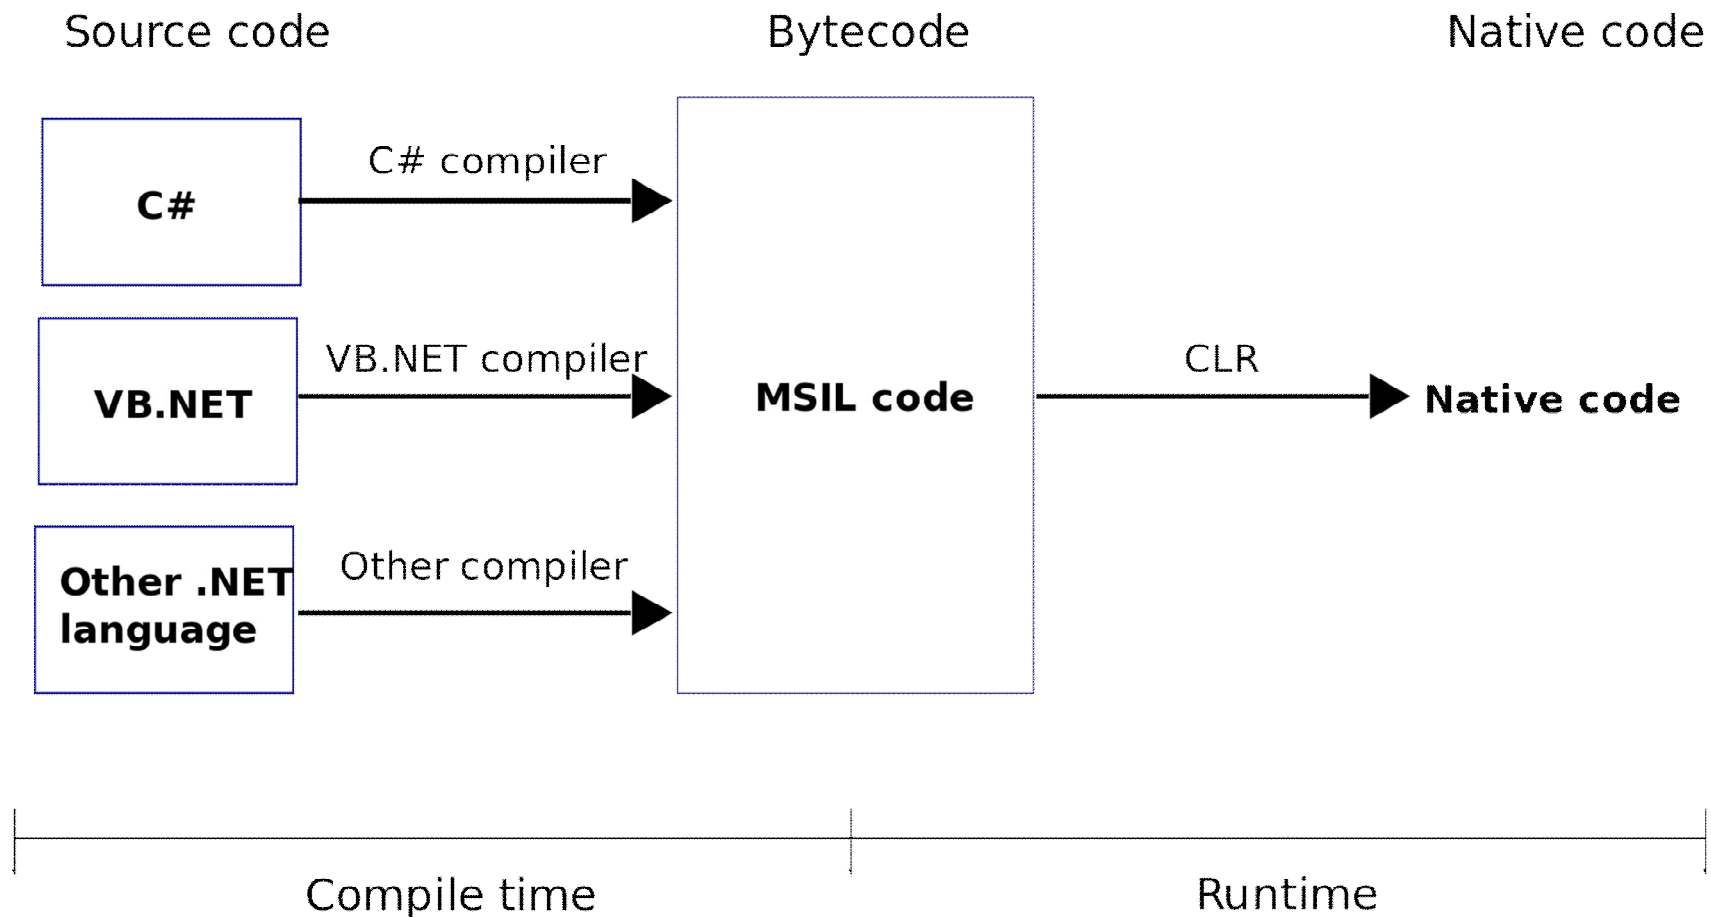 Source code
Bytecode
Native code
C#
C# compiler
VB.NET
VB.NET compiler
MSIL code
CLR
Native code
Other .NET
language
Other compiler
Compile time
Runtime